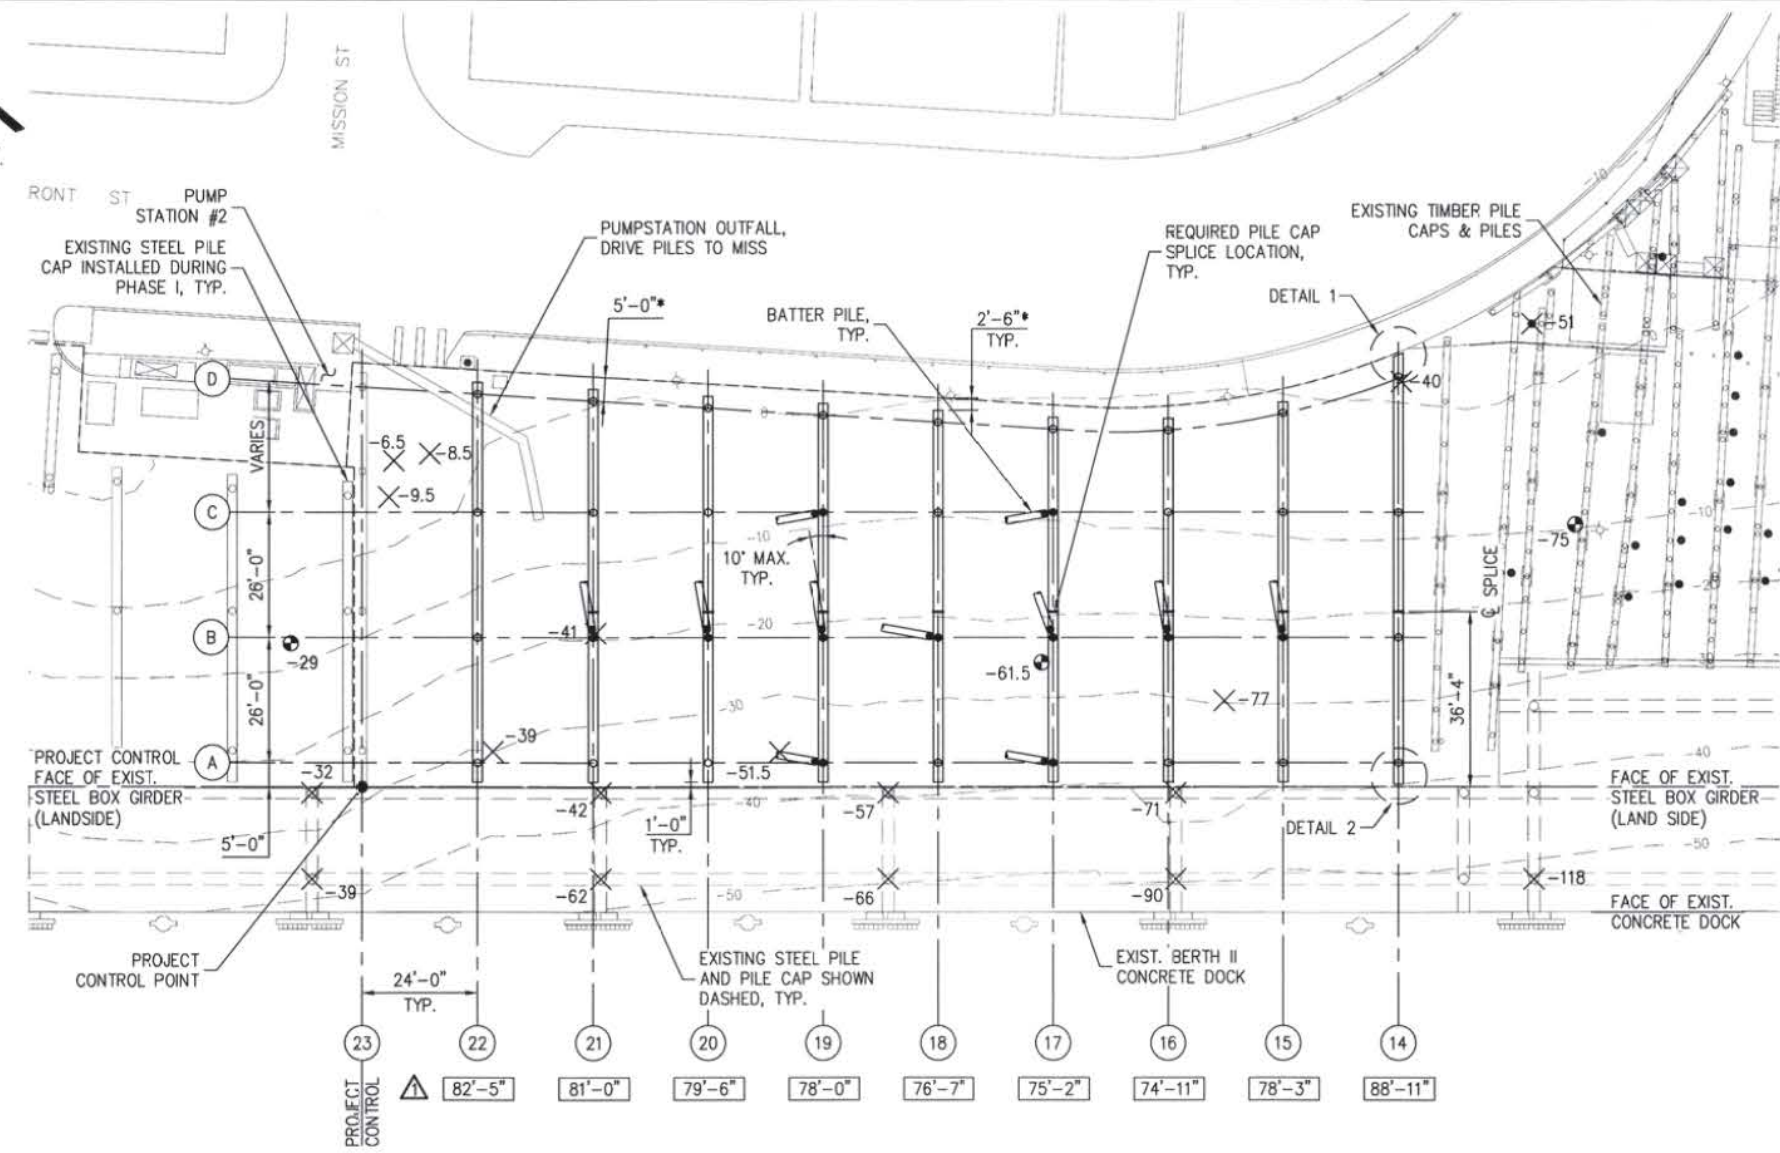 MISSION ST
RONT ST
PUMP
STATION #2
EXISTING STEEL PILE
CAP INSTALLED DURING
PHASE I, TYP.
PUMPSTATION OUTFALL,
DRIVE PILES TO MISS
5'-0"*
BATTER PILE,
TYP.
2'-6"*
TYP.
REQUIRED PILE CAP
SPLICE LOCATION,
TYP.
DETAIL 1
EXISTING TIMBER PILE
CAPS & PILES
-10
-51
-40
D
VARIES
-6.5
-8.5
-9.5
0
C
-10
10° MAX.
TYP.
-10
-75
26'-0"
℄ SPLICE
-20
B
-41
-20
-29
-61.5
26'-0"
-30
-77
36'-4"
-39
A
-51.5
-40
PROJECT CONTROL
FACE OF EXIST.
STEEL BOX GIRDER
(LANDSIDE)
-32
-42
-40
-57
-71
5'-0"
1'-0"
TYP.
DETAIL 2
FACE OF EXIST.
STEEL BOX GIRDER
(LAND SIDE)
-50
-39
-62
-50
-66
-90
-118
FACE OF EXIST.
CONCRETE DOCK
PROJECT
CONTROL POINT
24'-0"
TYP.
EXISTING STEEL PILE
AND PILE CAP SHOWN
DASHED, TYP.
EXIST. BERTH II
CONCRETE DOCK
23 22 21 20 19 18 17 16 15 14
PROJECT
CONTROL
1 82'-5" 81'-0" 79'-6" 78'-0" 76'-7" 75'-2" 74'-11" 78'-3" 88'-11"